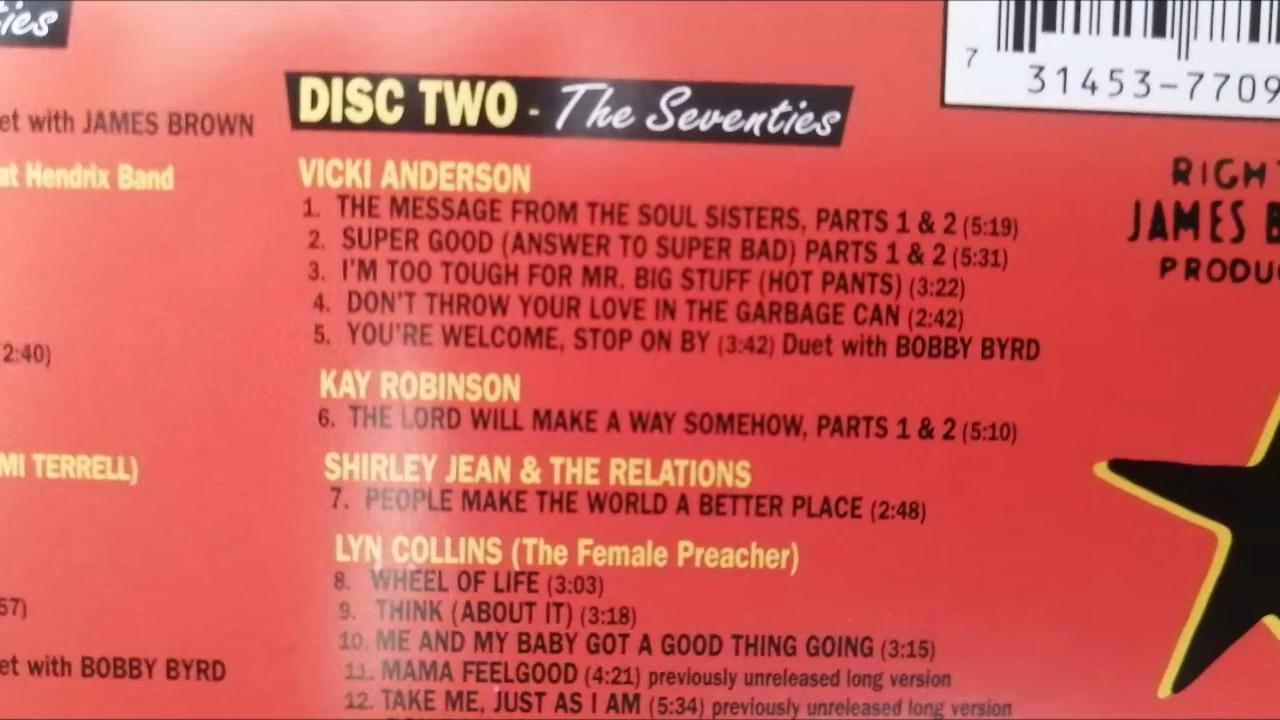 ies
et with JAMES BROWN
at Hendrix Band
2:40)
MI TERRELL)
57)
et with BOBBY BYRD
DISC TWO - The Seventies
VICKI ANDERSON
1. THE MESSAGE FROM THE SOUL SISTERS, PARTS 1 & 2 (5:19)
2. SUPER GOOD (ANSWER TO SUPER BAD) PARTS 1 & 2 (5:31)
3. I'M TOO TOUGH FOR MR. BIG STUFF (HOT PANTS) (3:22)
4. DON'T THROW YOUR LOVE IN THE GARBAGE CAN (2:42)
5. YOU'RE WELCOME, STOP ON BY (3:42) Duet with BOBBY BYRD
KAY ROBINSON
6. THE LORD WILL MAKE A WAY SOMEHOW, PARTS 1 & 2 (5:10)
SHIRLEY JEAN & THE RELATIONS
7. PEOPLE MAKE THE WORLD A BETTER PLACE (2:48)
LYN COLLINS (The Female Preacher)
8. WHEEL OF LIFE (3:03)
9. THINK (ABOUT IT) (3:18)
10. ME AND MY BABY GOT A GOOD THING GOING (3:15)
11. MAMA FEELGOOD (4:21) previously unreleased long version
12. TAKE ME, JUST AS I AM (5:34) previously unreleased long version
7 31453-7709
RIGH
JAMES B
PRODU